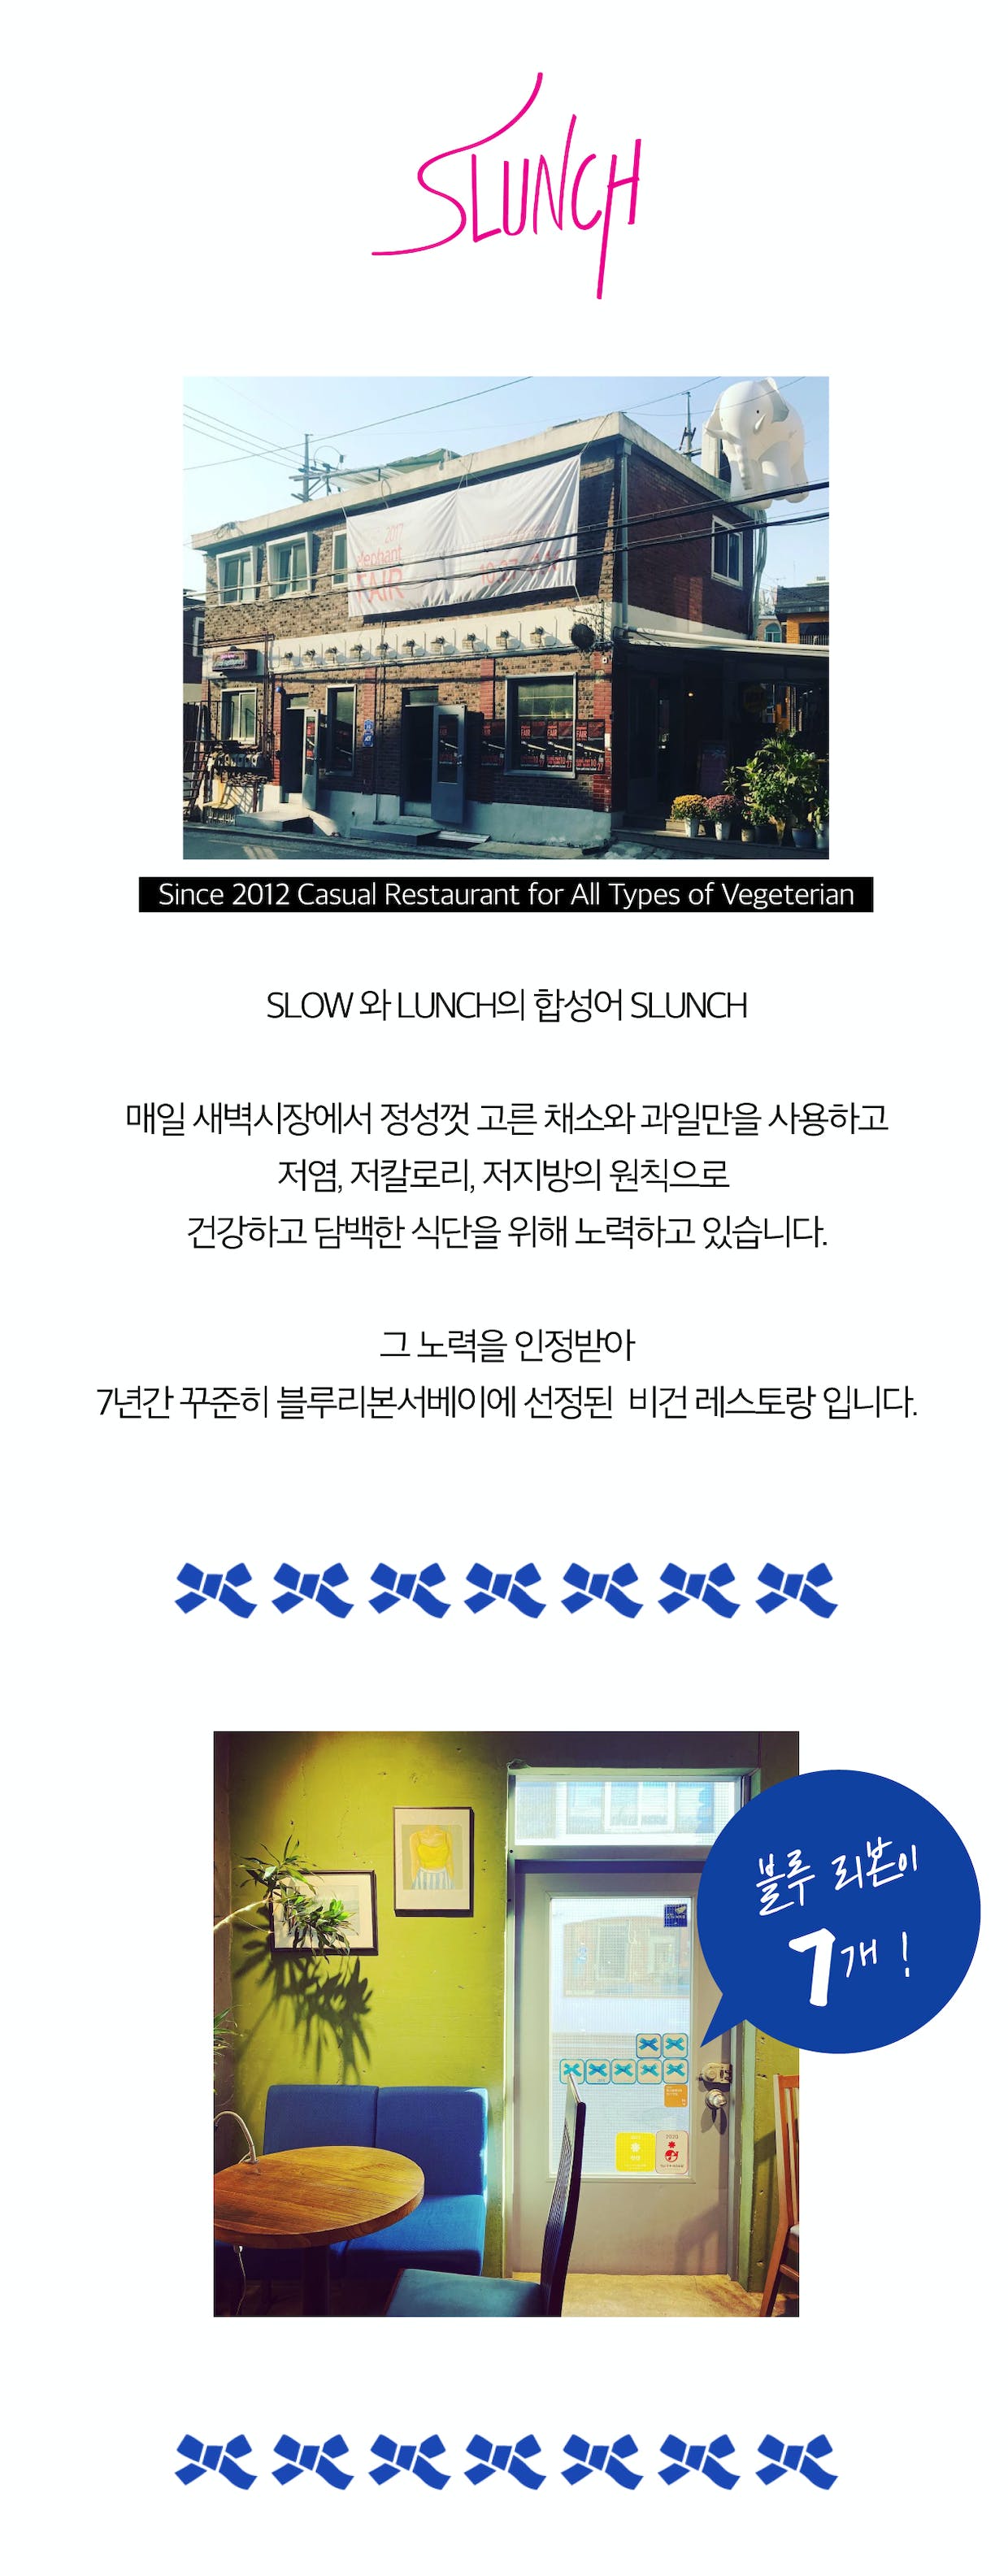 SLUNCH
2017
elephant
FAIR
Since 2012 Casual Restaurant for All Types of Vegeterian
SLOW 와 LUNCH의 합성어 SLUNCH
매일 새벽시장에서 정성껏 고른 채소와 과일만을 사용하고
저염, 저칼로리, 저지방의 원칙으로
건강하고 담백한 식단을 위해 노력하고 있습니다.
그 노력을 인정받아
7년간 꾸준히 블루리본서베이에 선정된 비건 레스토랑 입니다.
블루 리본이
7개 !